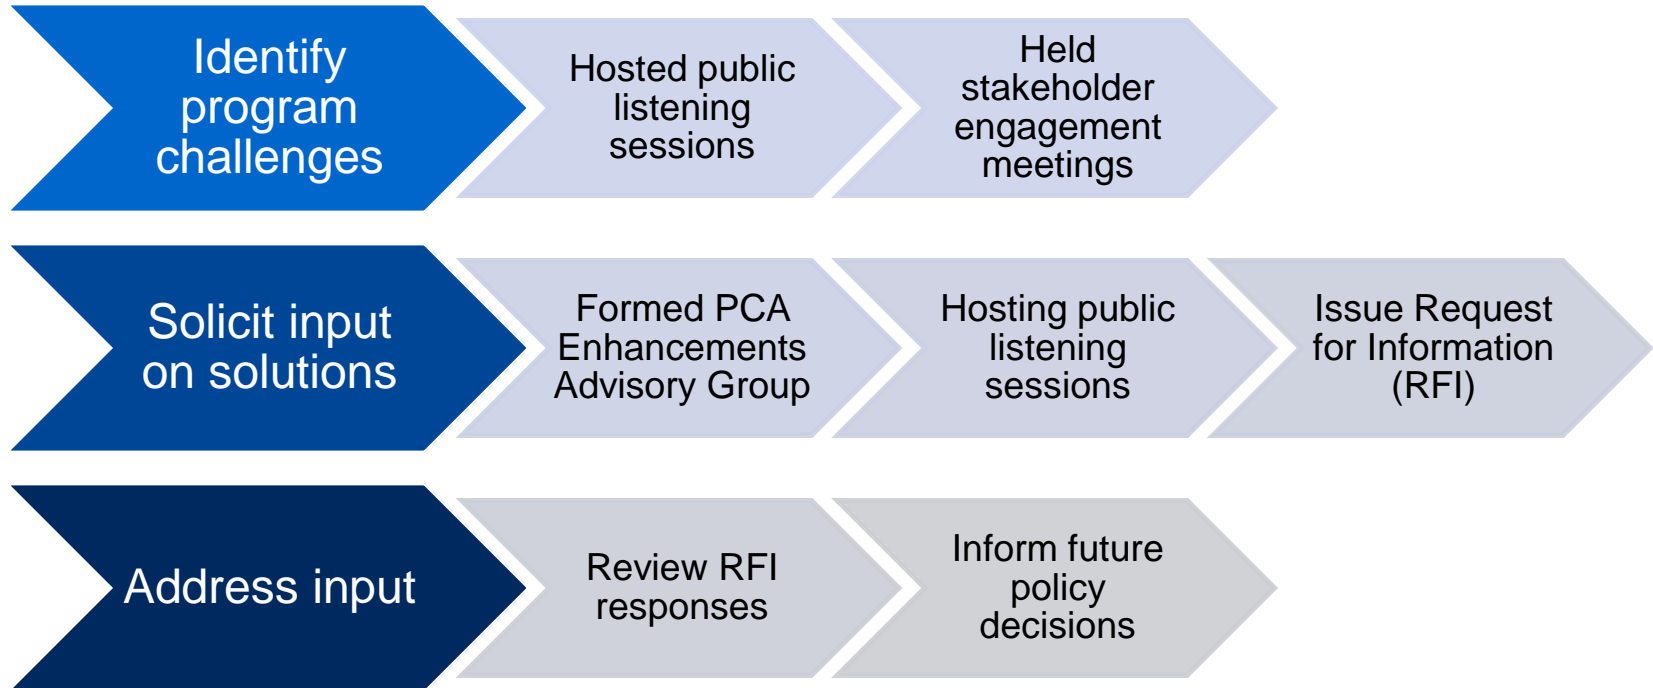 Identify
program
challenges
Hosted public
listening
sessions
Held
stakeholder
engagement
meetings
Solicit input
on solutions
Formed PCA
Enhancements
Advisory Group
Hosting public
listening
sessions
Issue Request
for Information
(RFI)
Address input
Review RFI
responses
Inform future
policy
decisions